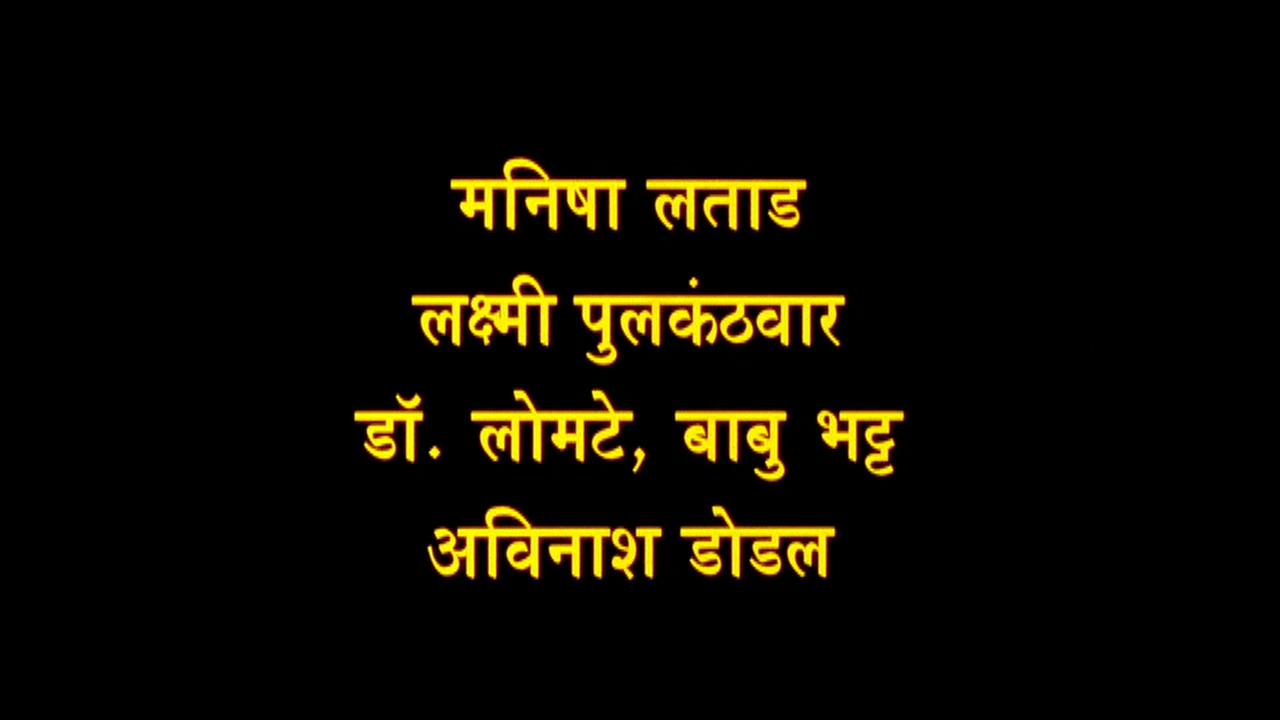 मनिषा लताड
लक्ष्मी पुलकंठवार
डॉ. लोमटे, बाबु भट्ट
अविनाश डोडल